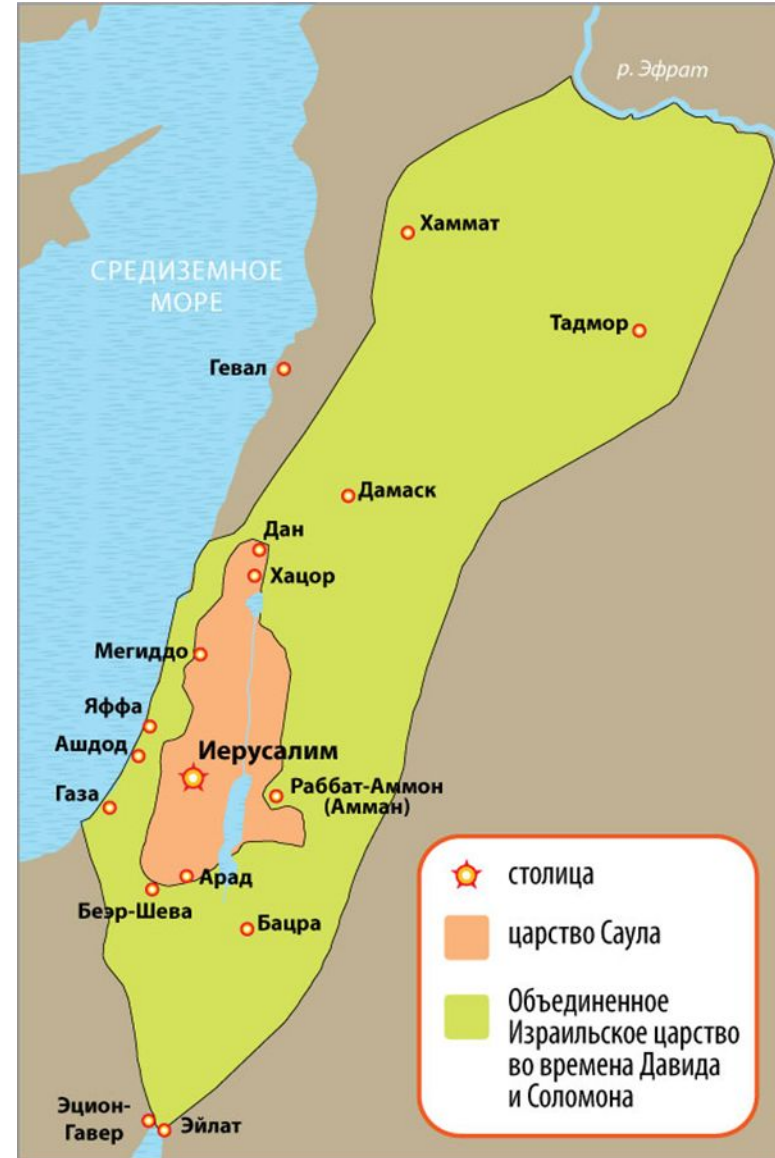 р. Эфрат
Хаммат
СРЕДИЗЕМНОЕ
МОРЕ
Тадмор
Гевал
Дамаск
Дан
Хацор
Мегиддо
Яффа
Ашдод
Иерусалим
Газа
Раббат-Аммон
(Амман)
Арад
Беэр-Шева
Бацра
Эцион-
Гавер
Эйлат
столица
царство Саула
Объединенное
Израильское царство
во времена Давида
и Соломона